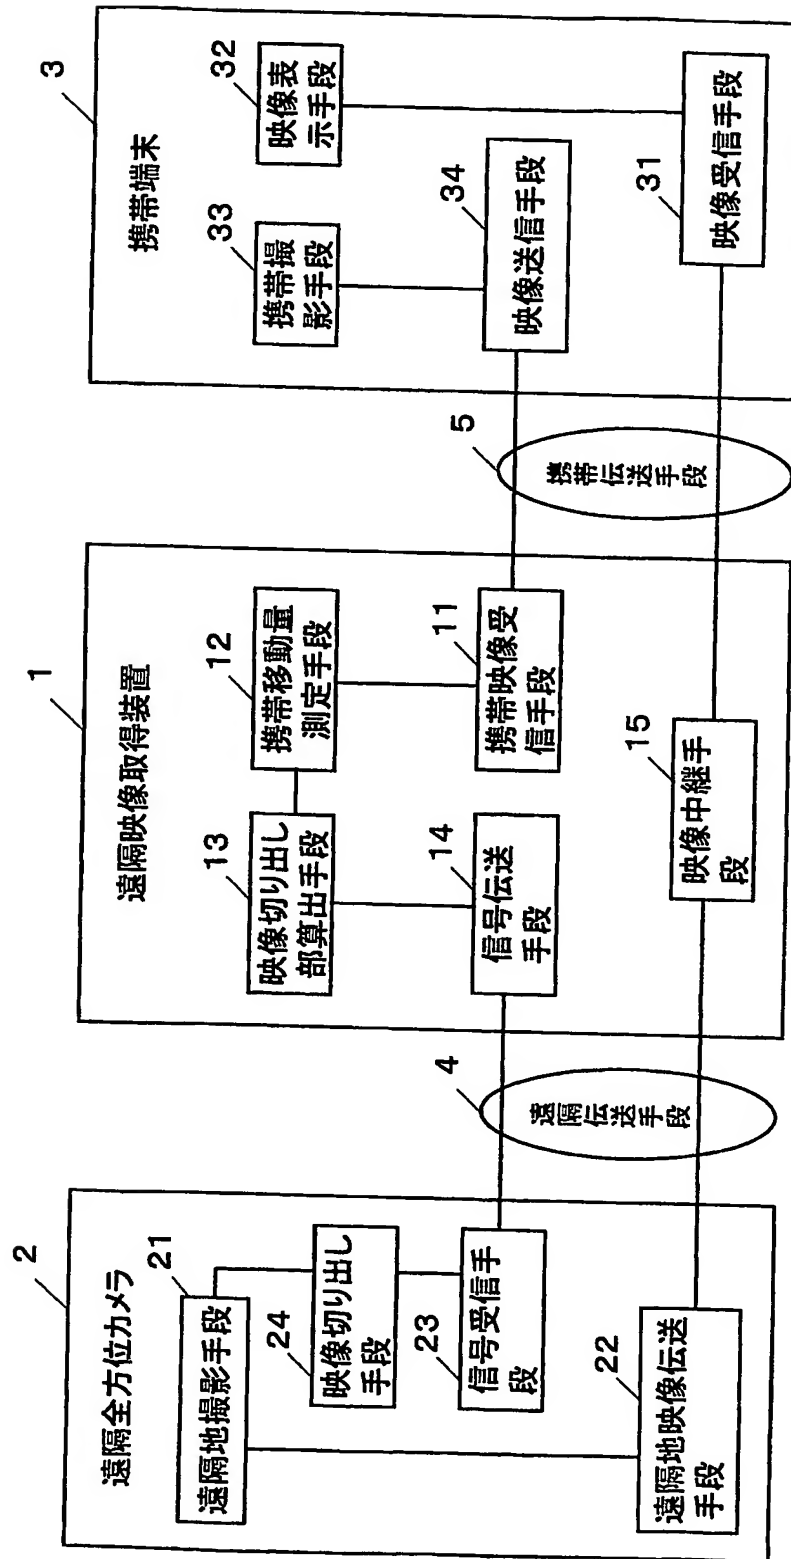 2
遠隔全方位カメラ
21
遠隔地撮影手段
24
映像切り出し
手段
23
信号受信手
段
22
遠隔地映像伝送
手段
4
遠隔伝送手段
1
遠隔映像取得装置
13
映像切り出し
部算出手段
12
携帯移動量
測定手段
14
信号伝送
手段
11
携帯映像受
信手段
15
映像中継手
段
5
携帯伝送手段
3
携帯端末
33
携帯撮
影手段
32
映像表
示手段
34
映像送信手段
31
映像受信手段